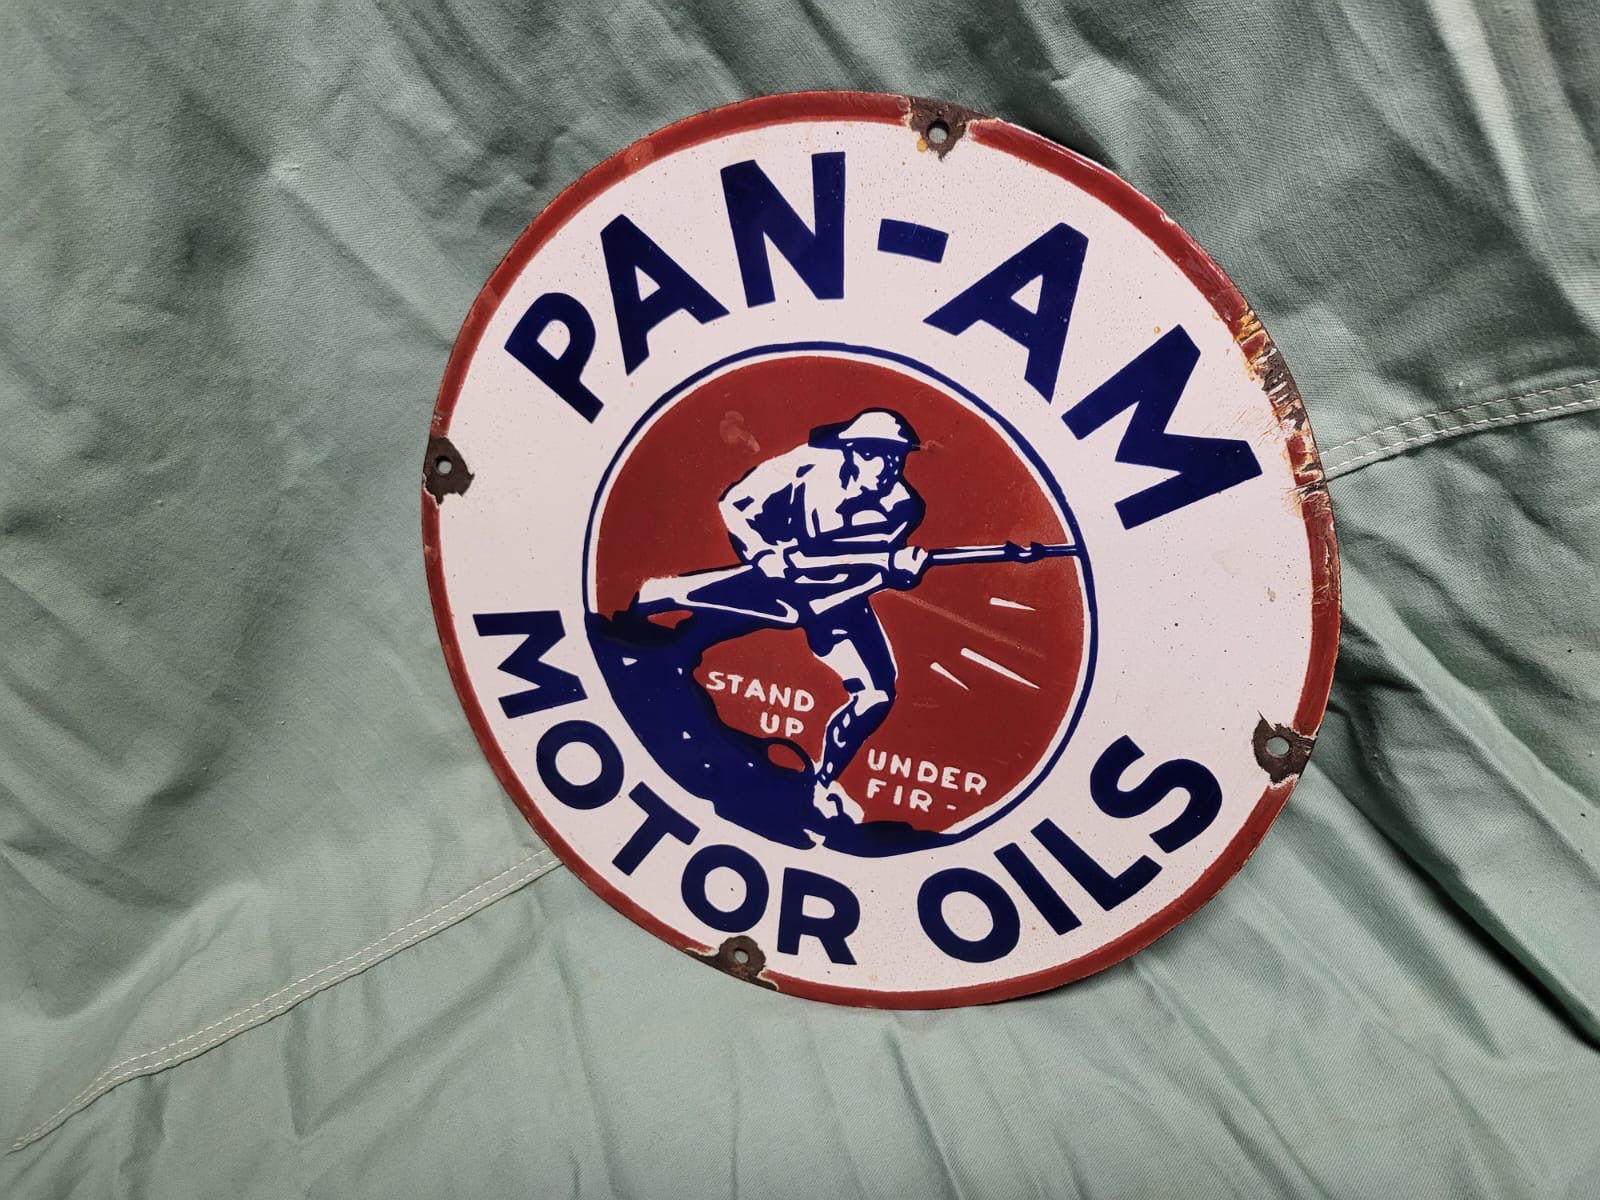 PAN-AM
STAND
UP
UNDER
FIR-
MOTOR OILS